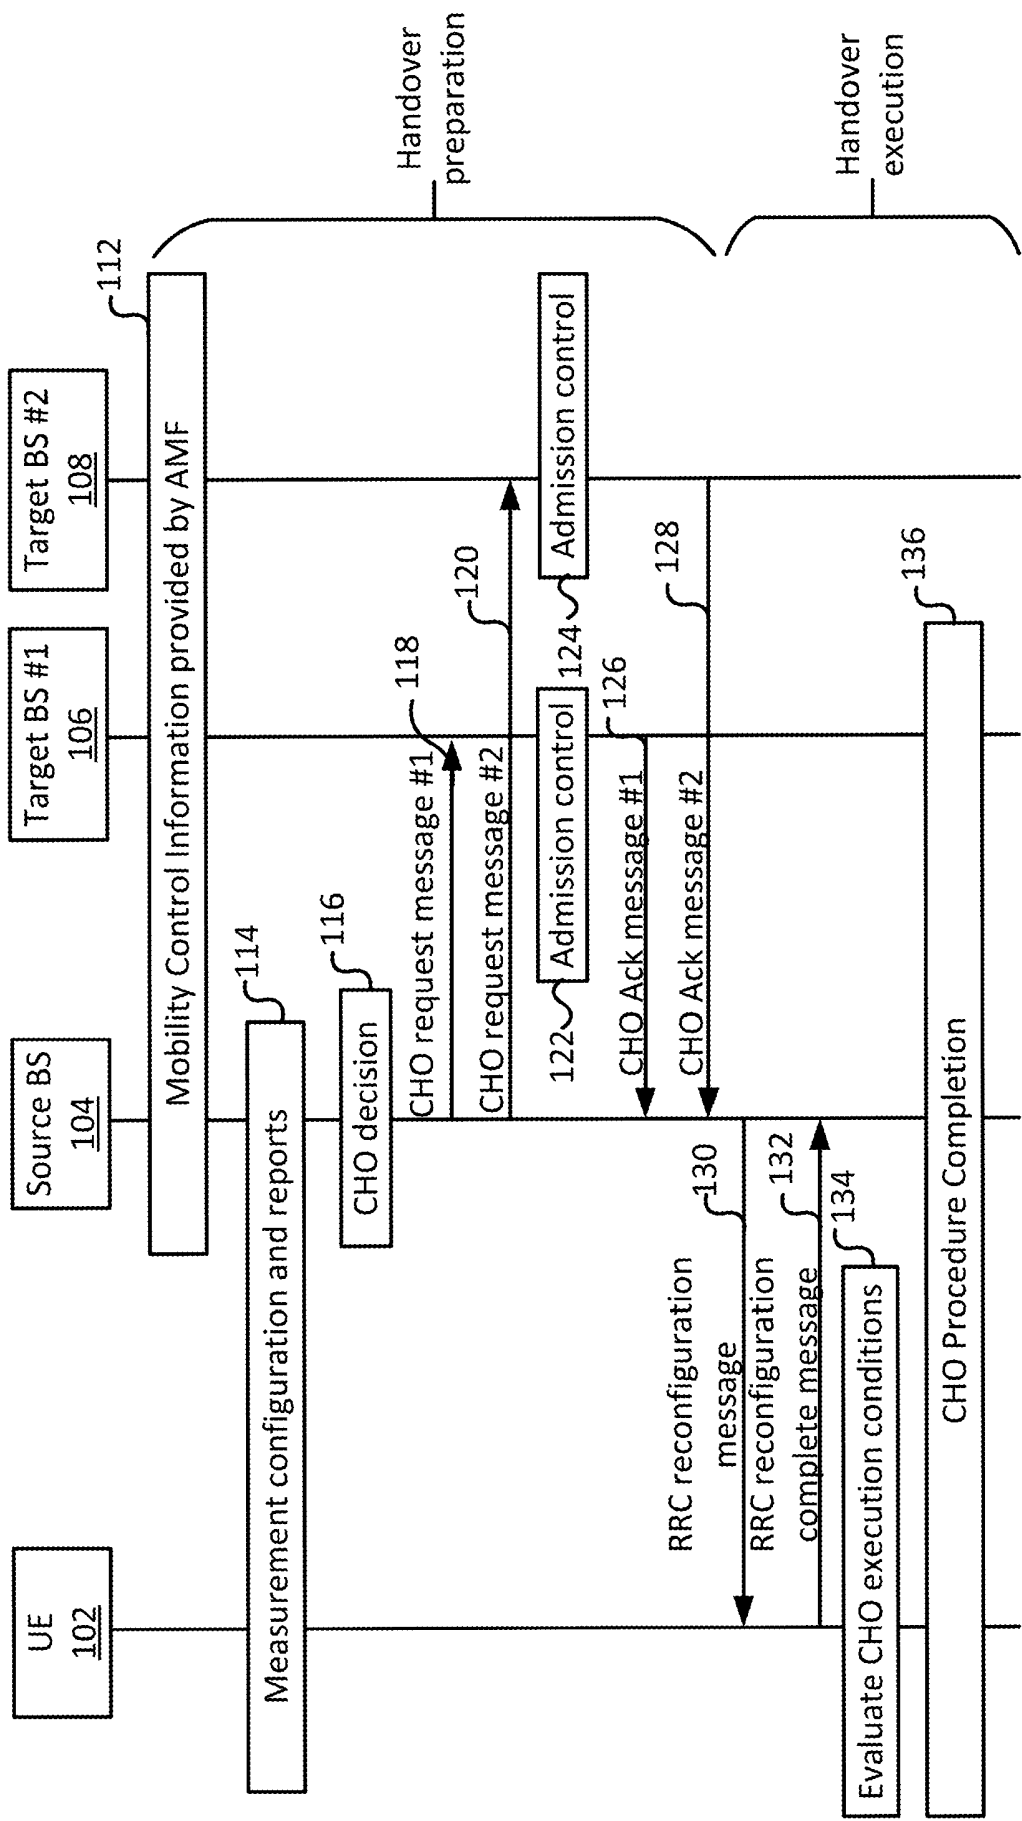 UE
102
Source BS
104
Target BS #1
106
Target BS #2
108
112
Mobility Control Information provided by AMF
114
Measurement configuration and reports
116
CHO decision
118
CHO request message #1
120
CHO request message #2
122
Admission control
124
Admission control
126
CHO Ack message #1
128
CHO Ack message #2
Handover
preparation
130
RRC reconfiguration
message
132
RRC reconfiguration
complete message
134
Evaluate CHO execution conditions
136
CHO Procedure Completion
Handover
execution